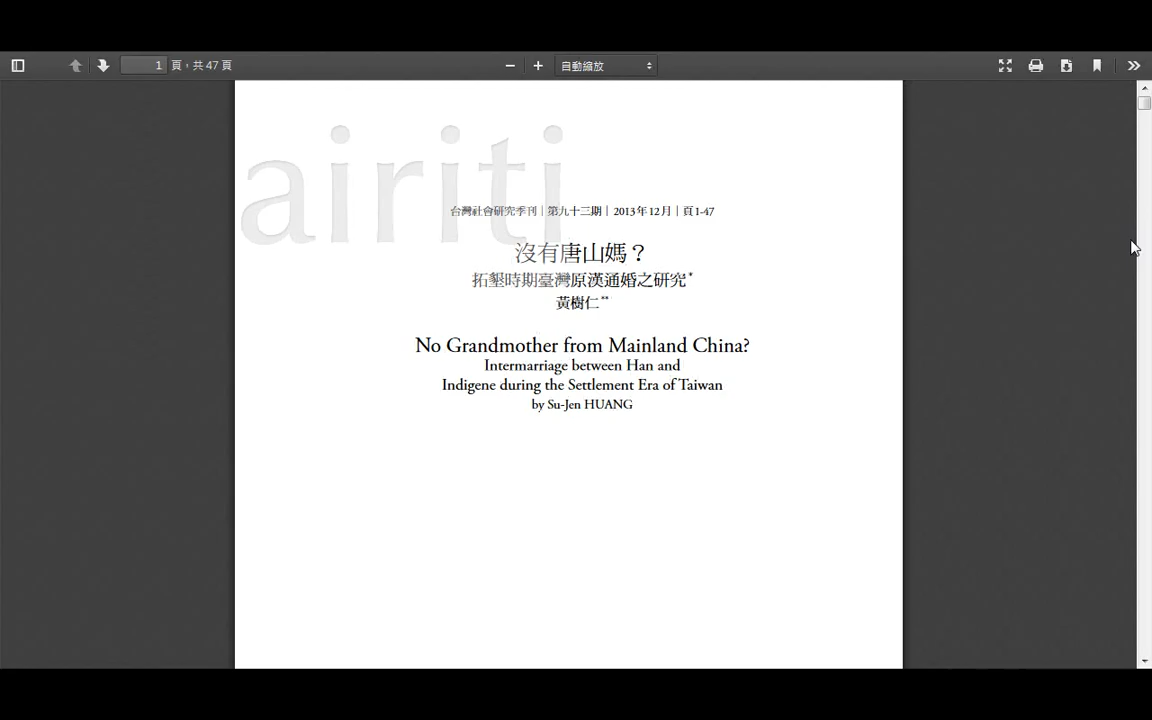 1 頁，共 47 頁
自動縮放
airiti
台灣社會研究季刊│第九十三期│2013年12月│頁1-47
沒有唐山媽？
拓墾時期臺灣原漢通婚之研究*
黃樹仁**
No Grandmother from Mainland China?
Intermarriage between Han and
Indigene during the Settlement Era of Taiwan
by Su-Jen HUANG